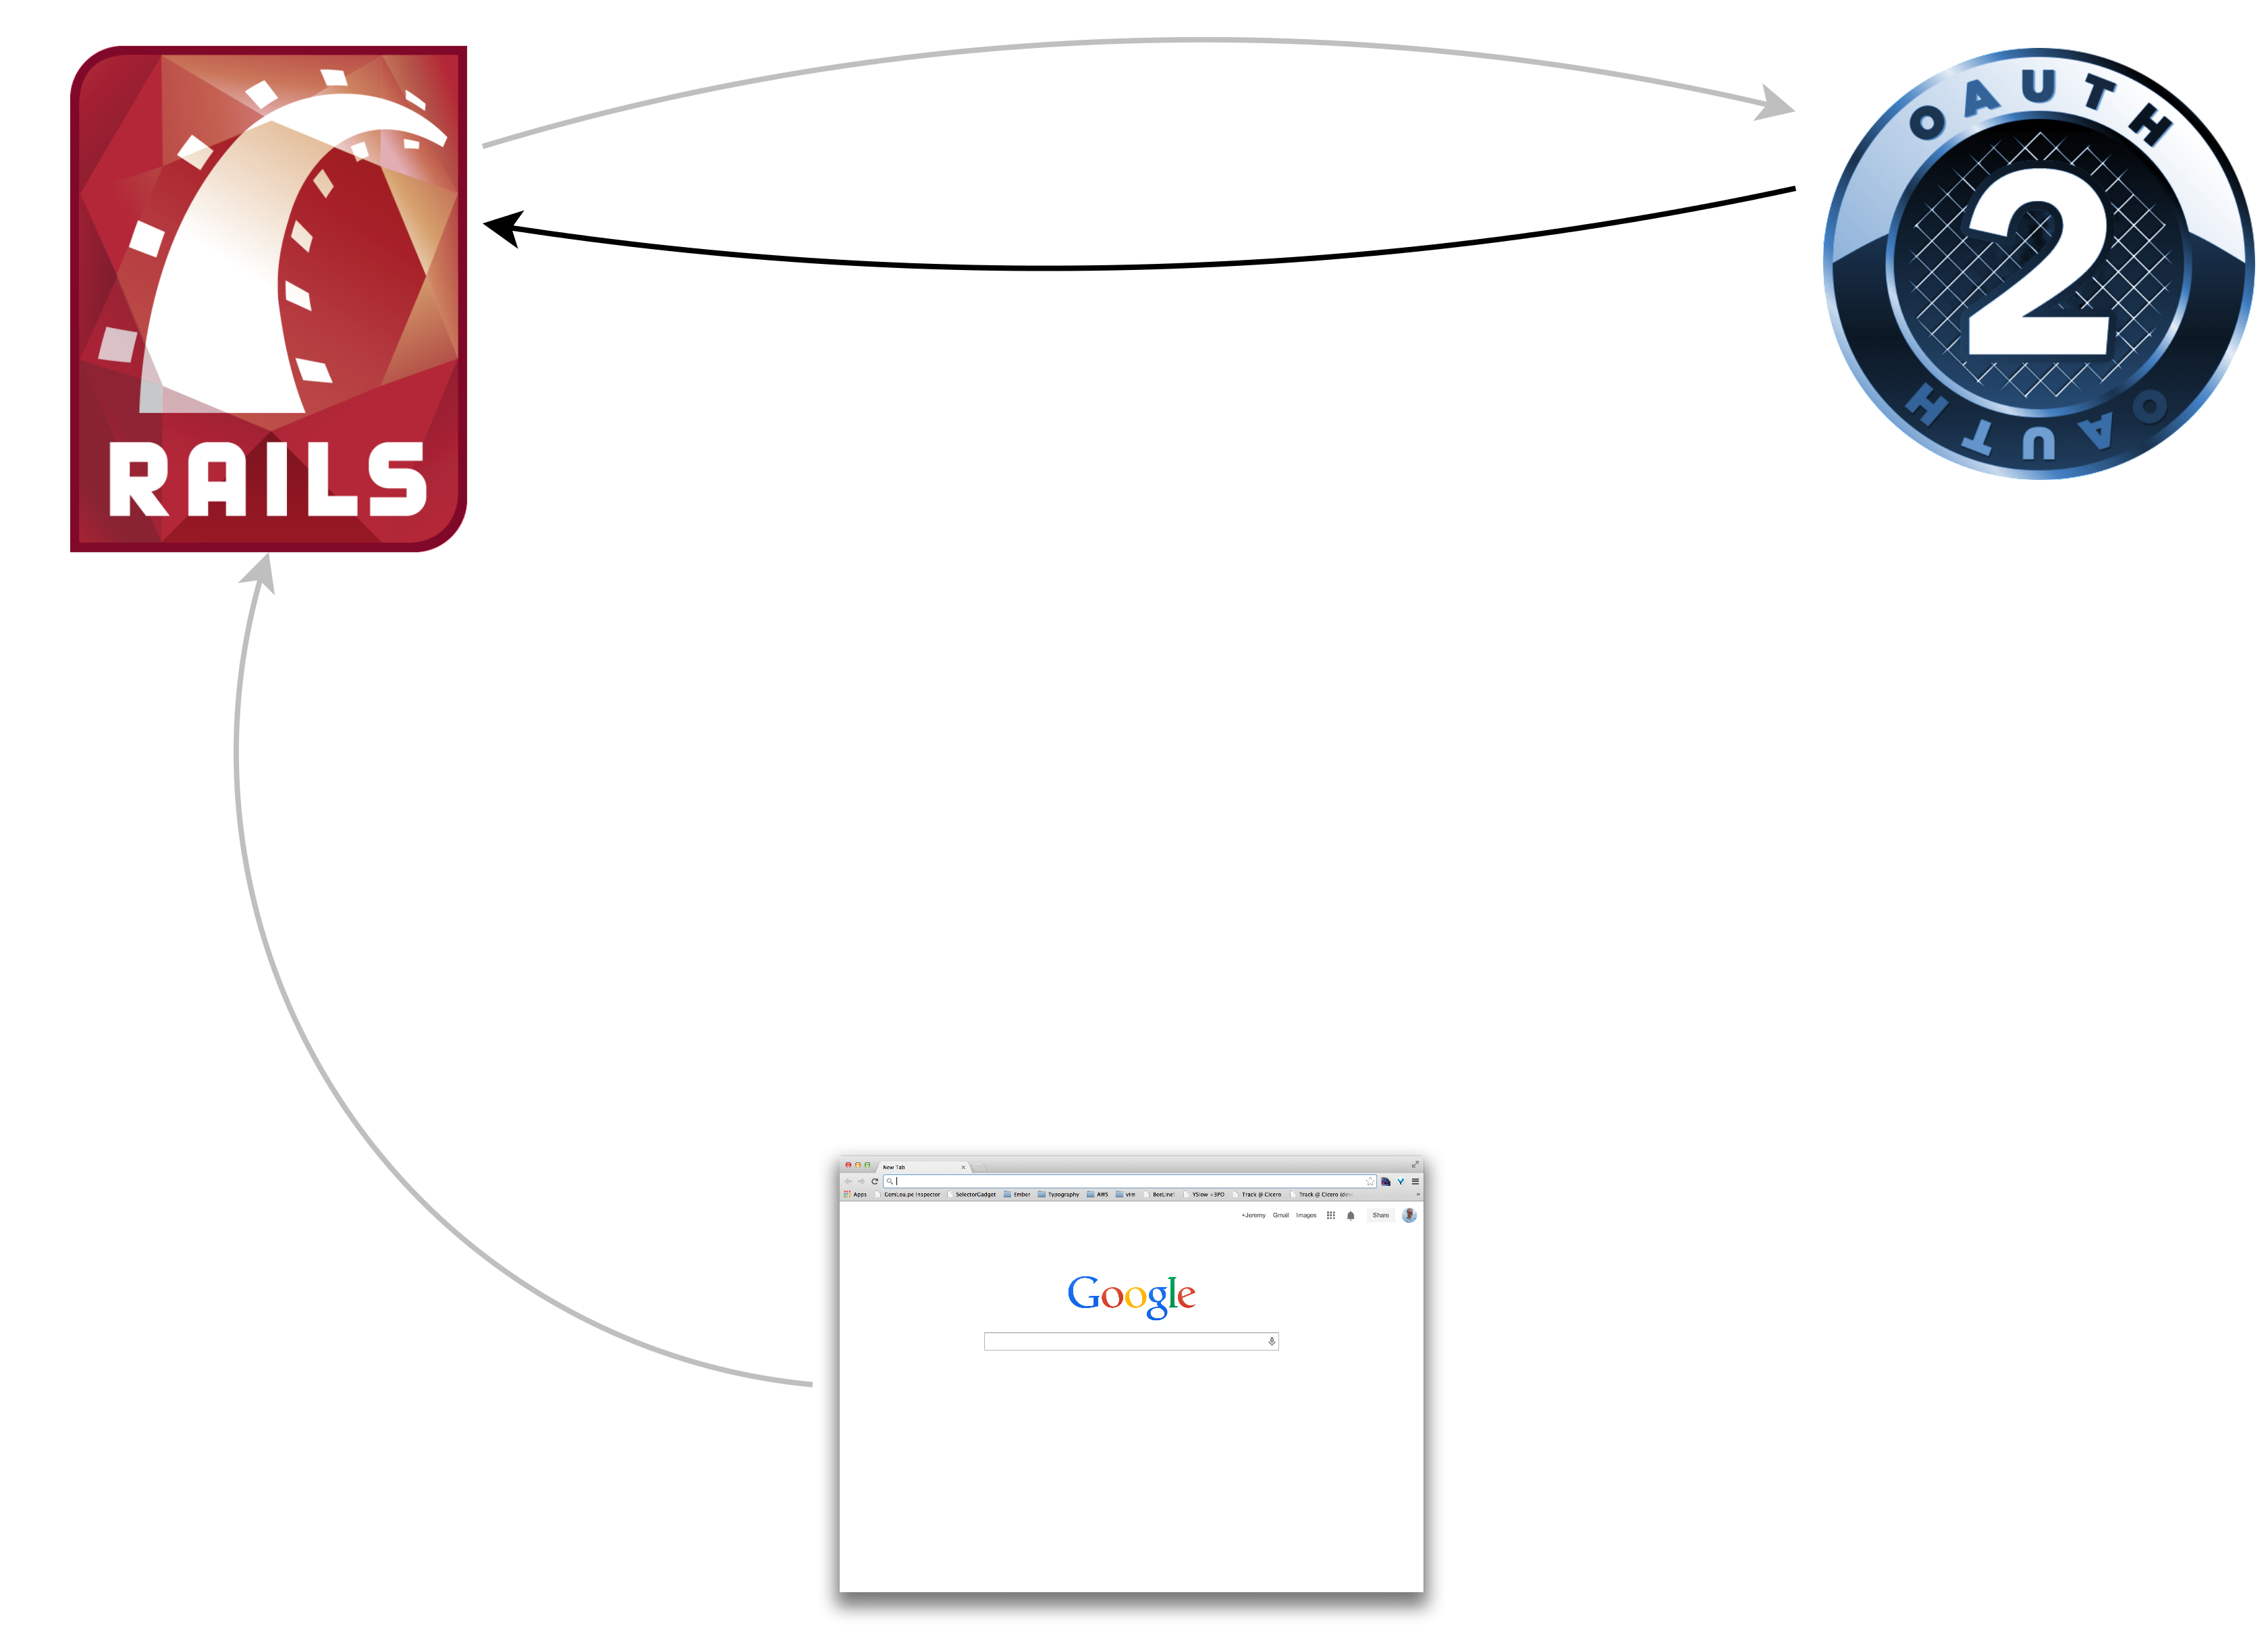 OAUTH
2
OAUTH
RAILS
New Tab
Apps GemLou.pe Inspector SelectorGadget Ember Typography AWS vim BeeLine! YSlow +3PO Track @ Cicero Track @ Cicero (dev
+Jeremy Gmail Images Share
Google